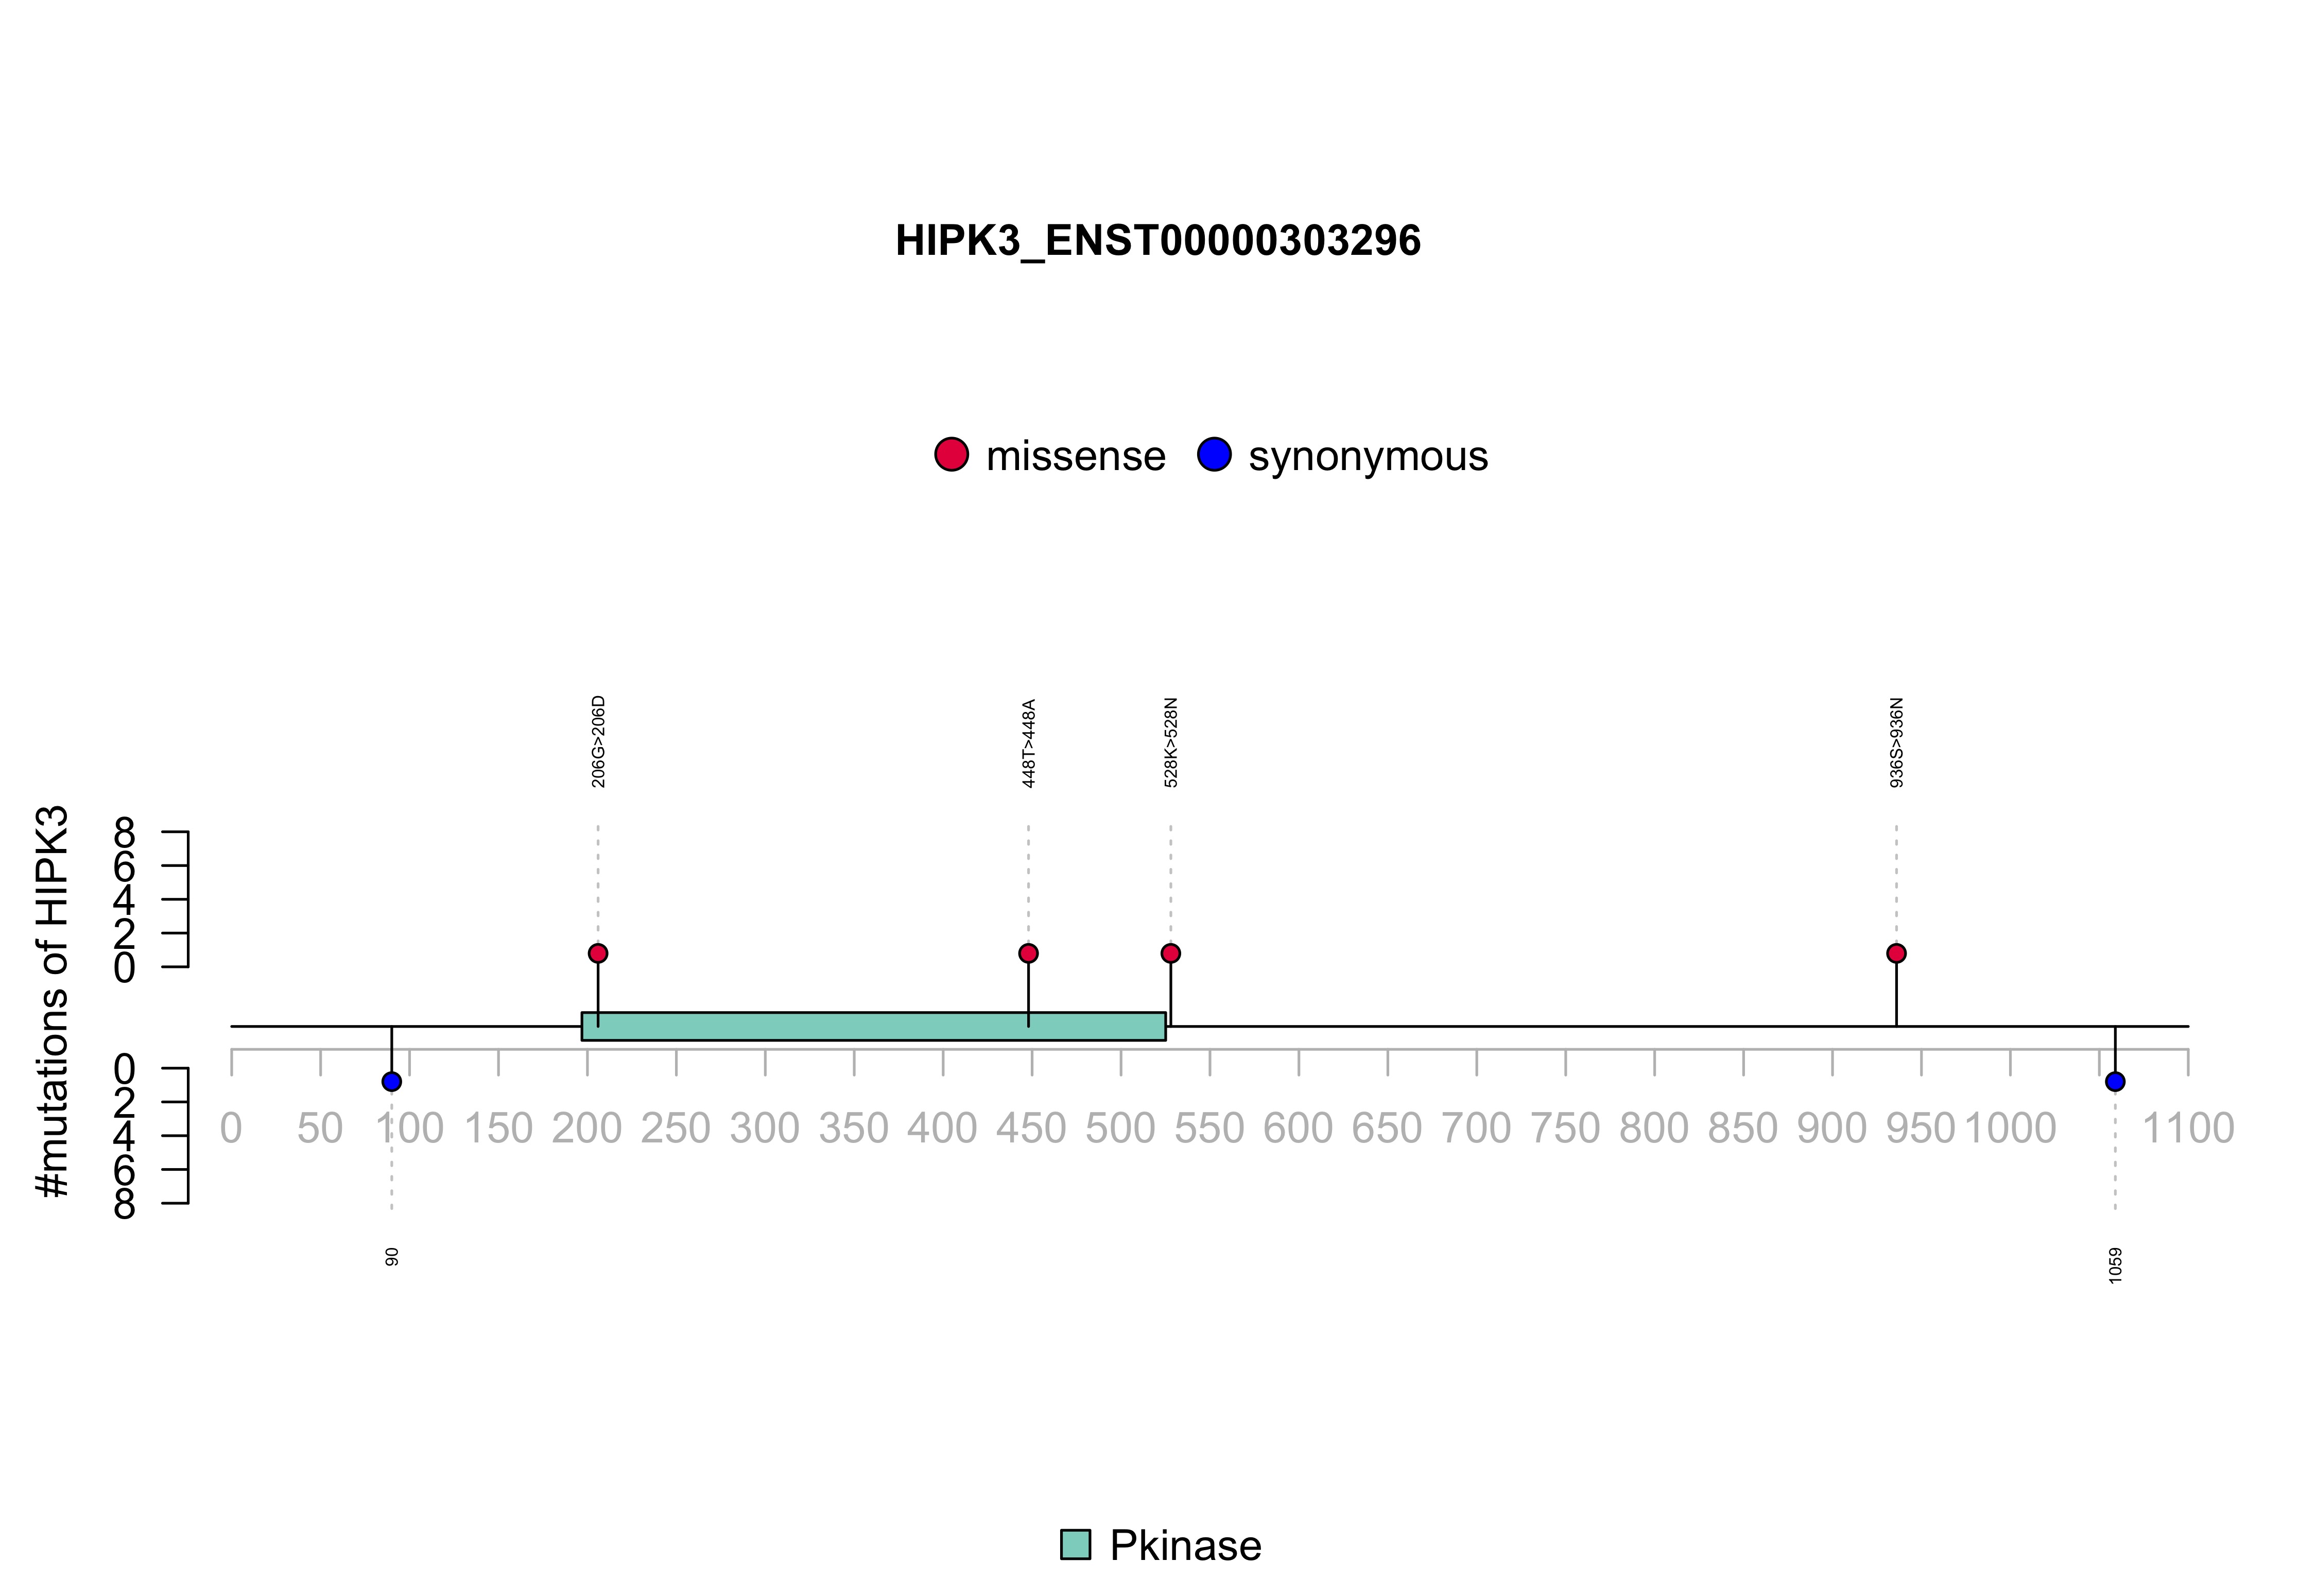 HIPK3_ENST00000303296
missense synonymous
206G>206D
448T>448A
528K>528N
936S>936N
#mutations of HIPK3
8
6
4
2
0
0
2
4
6
8
0 50 100 150 200 250 300 350 400 450 500 550 600 650 700 750 800 850 900 950 1000 1100
90
1059
Pkinase